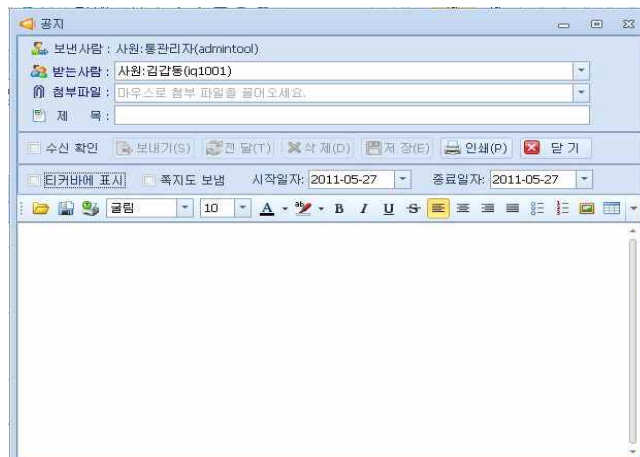 공지
보낸사람 : 사원:통관리자(admintool)
받는사람 : 사원:김갑동(iq1001)
첨부파일 : 마우스로 첨부 파일을 끌어오세요.
제 목 :
수신 확인 보내기(S) 전 달(T) 삭 제(D) 저 장(E) 인쇄(P) 닫 기
티커바에 표시 쪽지도 보냄 시작일자: 2011-05-27 종료일자: 2011-05-27
굴림 10 A ab B I U S